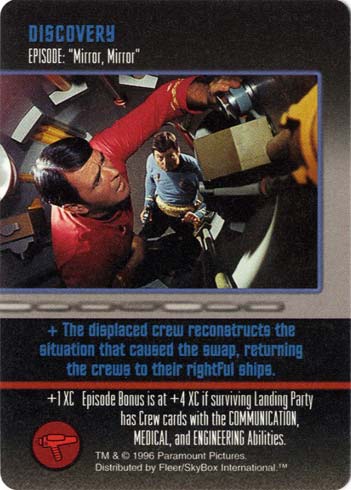 DISCOVERY
EPISODE: "Mirror, Mirror"
+ The displaced crew reconstructs the
situation that caused the swap, returning
the crews to their rightful ships.
+1 XC Episode Bonus is at +4 XC if surviving Landing Party
has Crew cards with the COMMUNICATION,
MEDICAL, and ENGINEERING Abilities.
TM & © 1996 Paramount Pictures.
Distributed by Fleer/SkyBox International.™